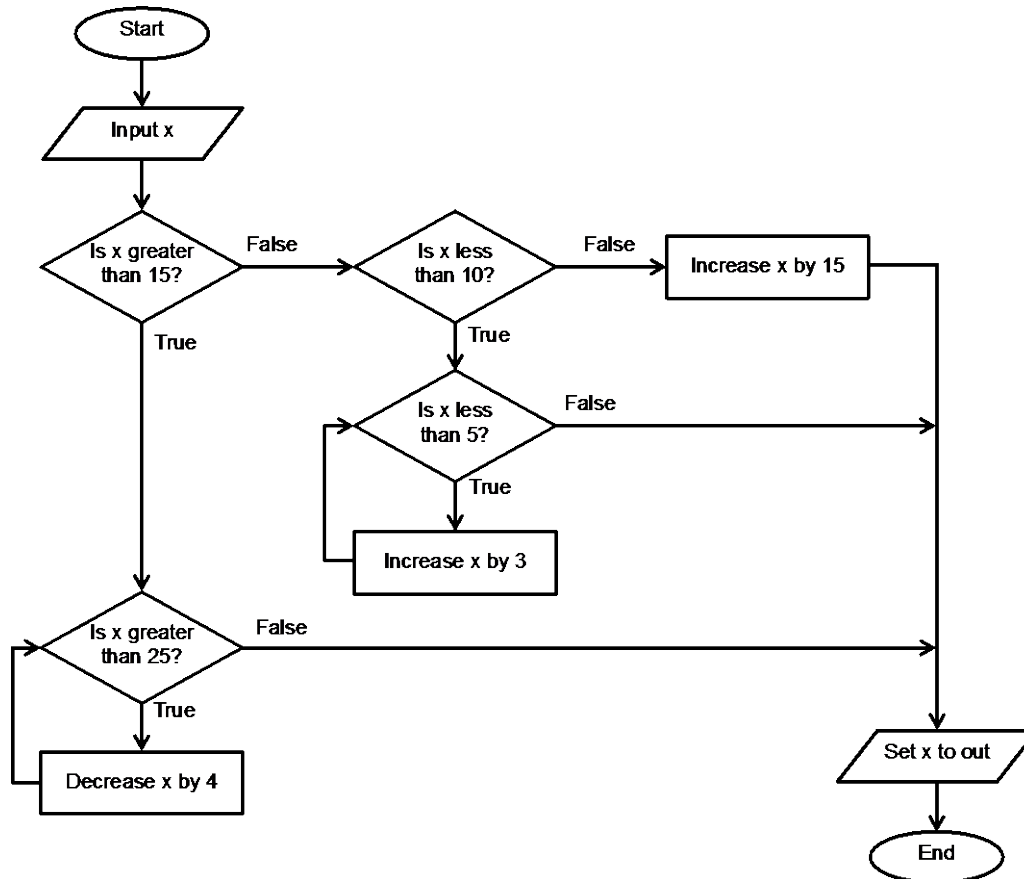 Start
Input x
Is x greater
than 15?
False
Is x less
than 10?
False
Increase x by 15
True
True
Is x less
than 5?
False
True
Increase x by 3
Is x greater
than 25?
False
True
Decrease x by 4
Set x to out
End